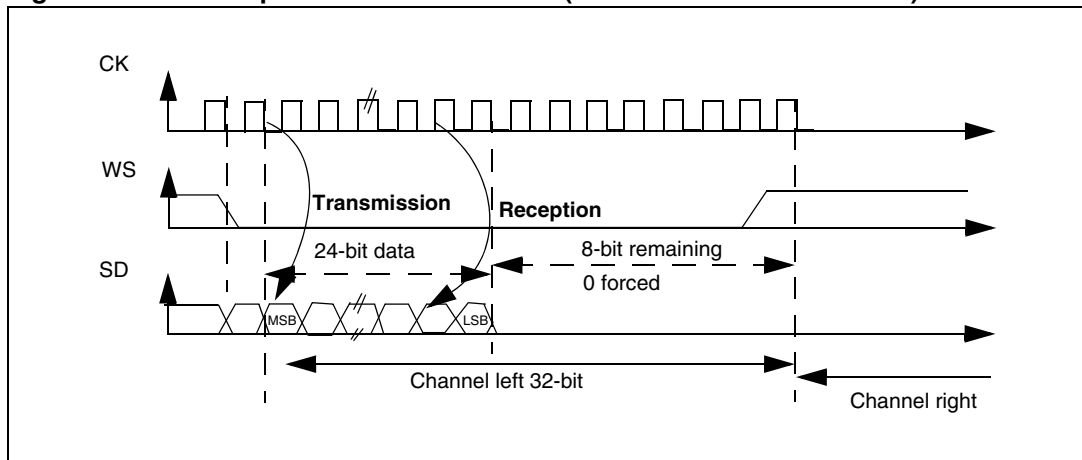 CK
WS
Transmission
Reception
24-bit data
8-bit remaining
0 forced
SD
MSB
LSB
Channel left 32-bit
Channel right